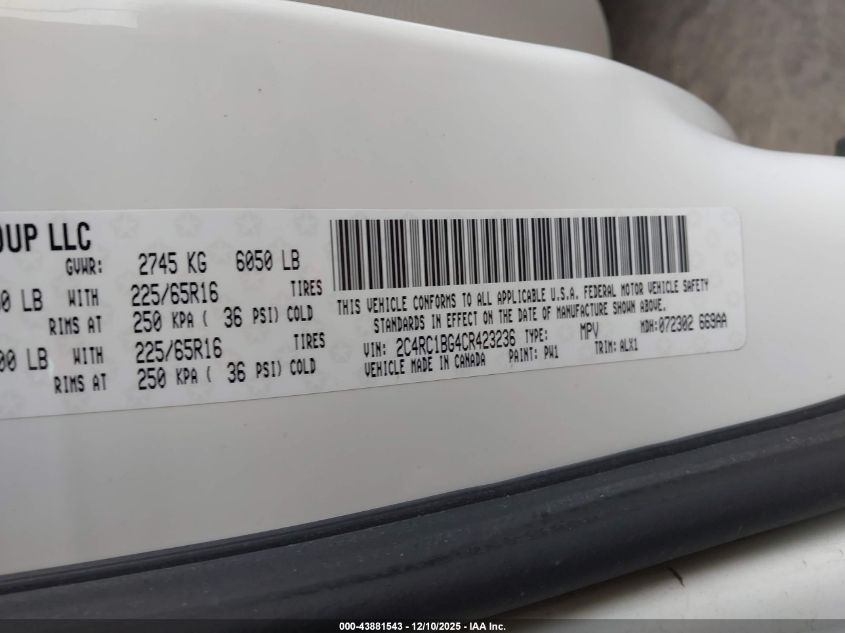 OUP LLC
GVWR: 2745 KG 6050 LB
0 LB WITH 225/65R16 TIRES
RIMS AT 250 KPA ( 36 PSI) COLD
00 LB WITH 225/65R16 TIRES
RIMS AT 250 KPA ( 36 PSI) COLD
THIS VEHICLE CONFORMS TO ALL APPLICABLE U.S.A. FEDERAL MOTOR VEHICLE SAFETY
STANDARDS IN EFFECT ON THE DATE OF MANUFACTURE SHOWN ABOVE.
VIN: 2C4RC1BG4CR423236 TYPE: MPV MDH:072302 669AA
VEHICLE MADE IN CANADA PAINT: PW1 TRIM: ALX1
000-43881543 - 12/10/2025 - IAA Inc.